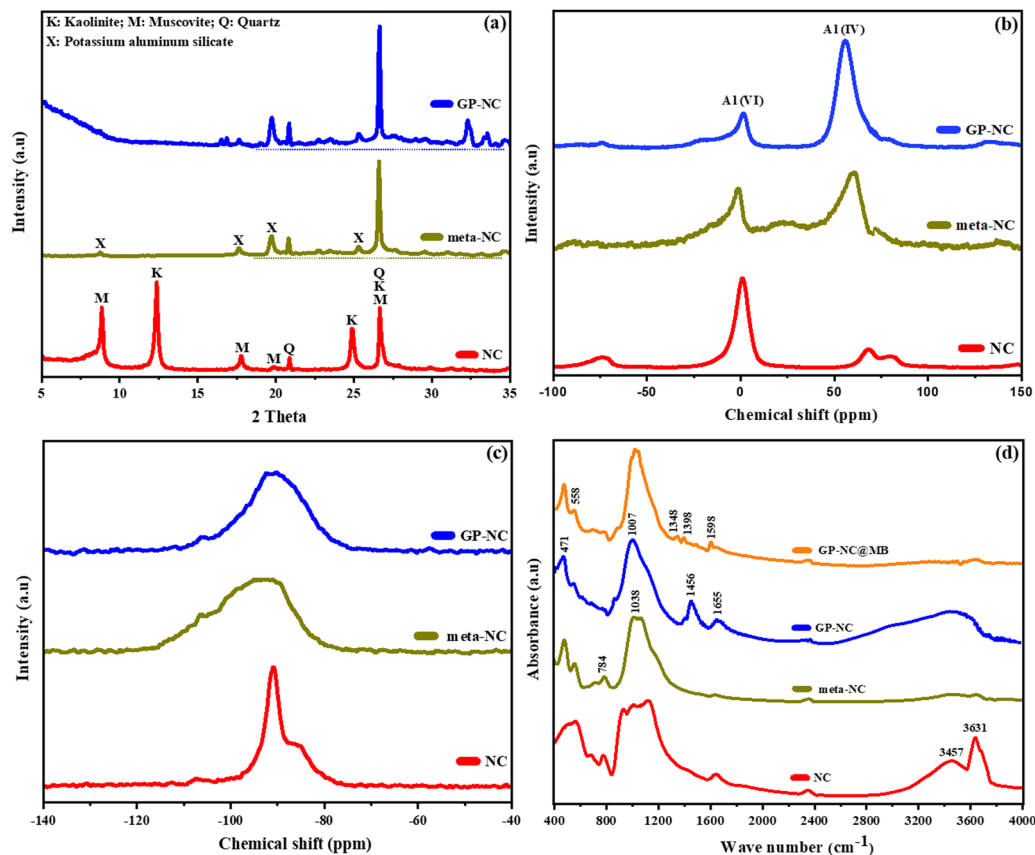 K: Kaolinite; M: Muscovite; Q: Quartz
X: Potassium aluminum silicate
(a)
GP-NC
meta-NC
NC
X
X
X
X
M
K
M
M
Q
K
Q
K
M
5
10
15
20
25
30
35
2 Theta
Intensity (a.u)
(b)
A1(IV)
A1(VI)
GP-NC
meta-NC
NC
-100
-50
0
50
100
150
Chemical shift (ppm)
Intensity (a.u)
(c)
GP-NC
meta-NC
NC
-140
-120
-100
-80
-60
-40
Chemical shift (ppm)
Intensity (a.u)
(d)
558
1348
1398
1598
GP-NC@MB
471
1007
1456
1655
GP-NC
784
1038
meta-NC
3457
3631
NC
400
800
1200
1600
2000
2400
2800
3200
3600
4000
Wave number (cm-1)
Absorbance (a.u)